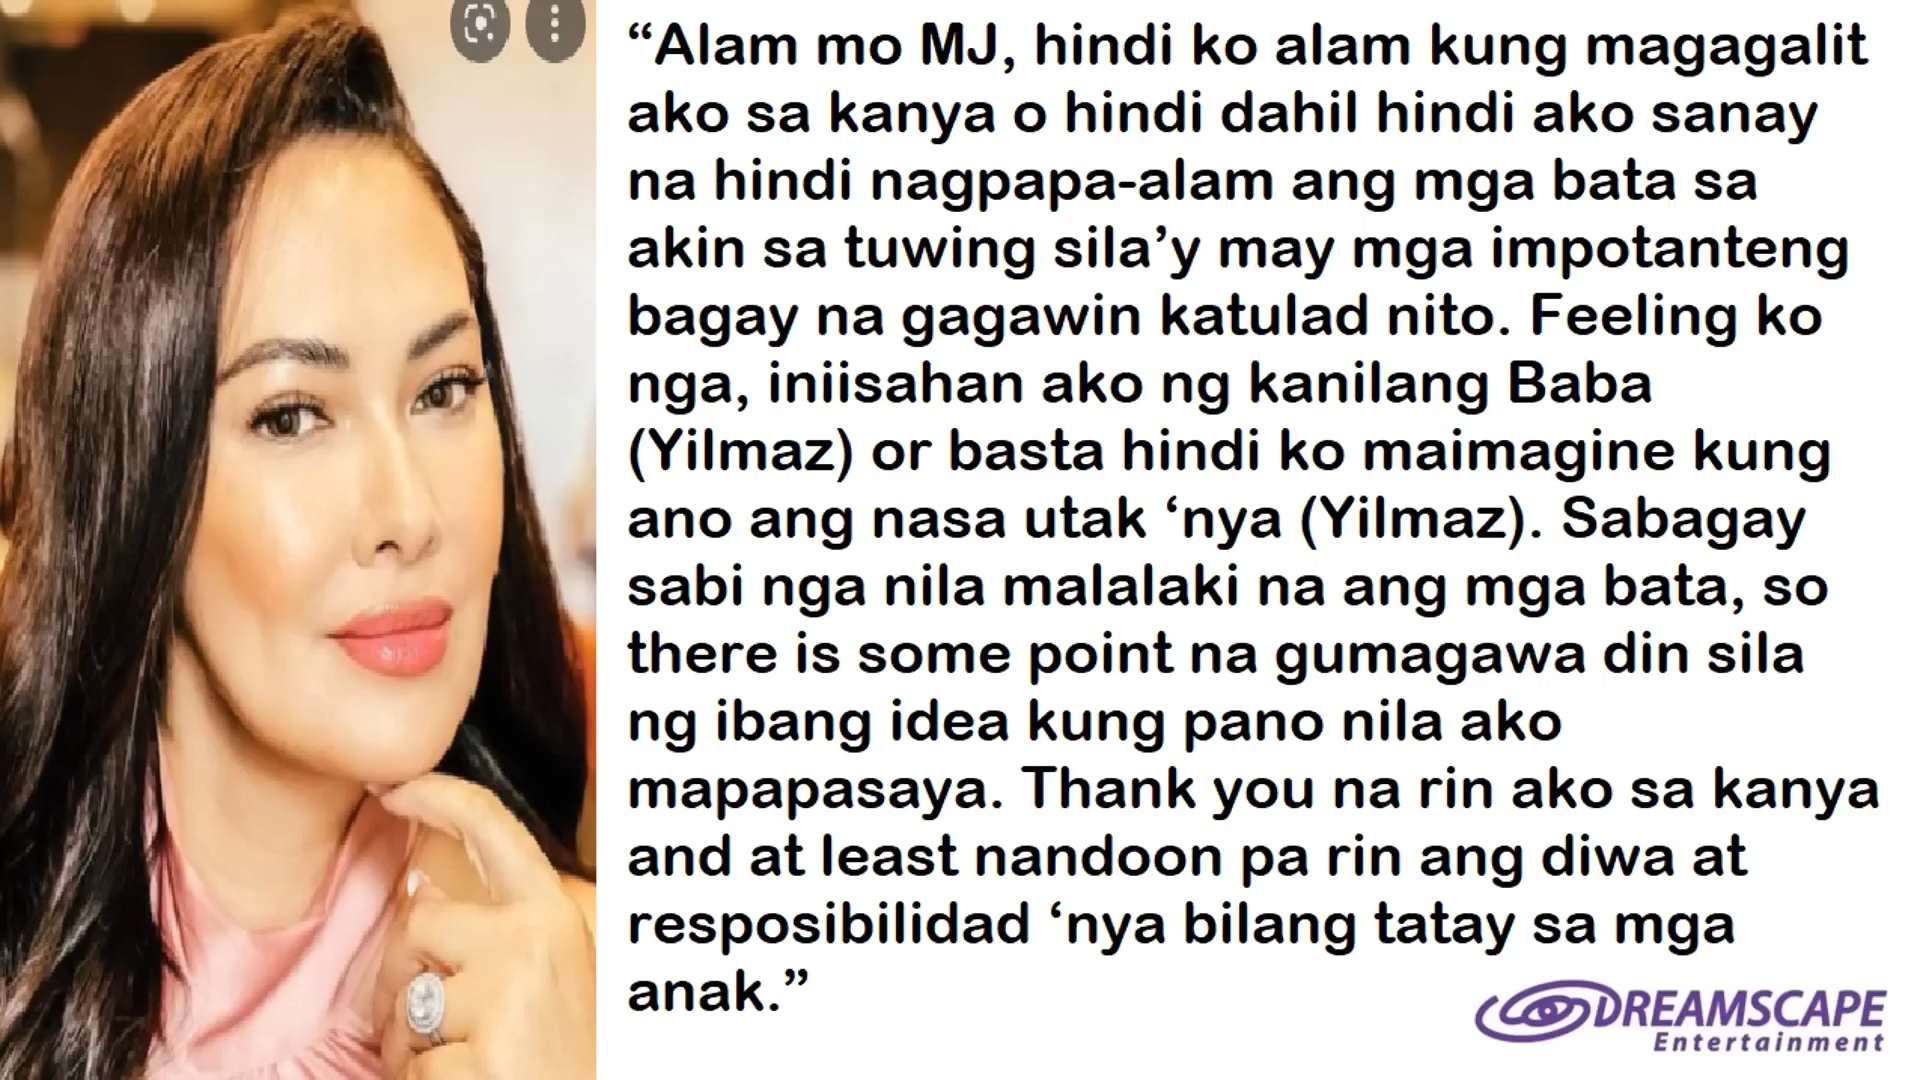 “Alam mo MJ, hindi ko alam kung magagalit
ako sa kanya o hindi dahil hindi ako sanay
na hindi nagpapa-alam ang mga bata sa
akin sa tuwing sila’y may mga impotanteng
bagay na gagawin katulad nito. Feeling ko
nga, iniisahan ako ng kanilang Baba
(Yilmaz) or basta hindi ko maimagine kung
ano ang nasa utak ‘nya (Yilmaz). Sabagay
sabi nga nila malalaki na ang mga bata, so
there is some point na gumagawa din sila
ng ibang idea kung pano nila ako
mapapasaya. Thank you na rin ako sa kanya
and at least nandoon pa rin ang diwa at
resposibilidad ‘nya bilang tatay sa mga
anak.”
DREAMSCAPE
Entertainment